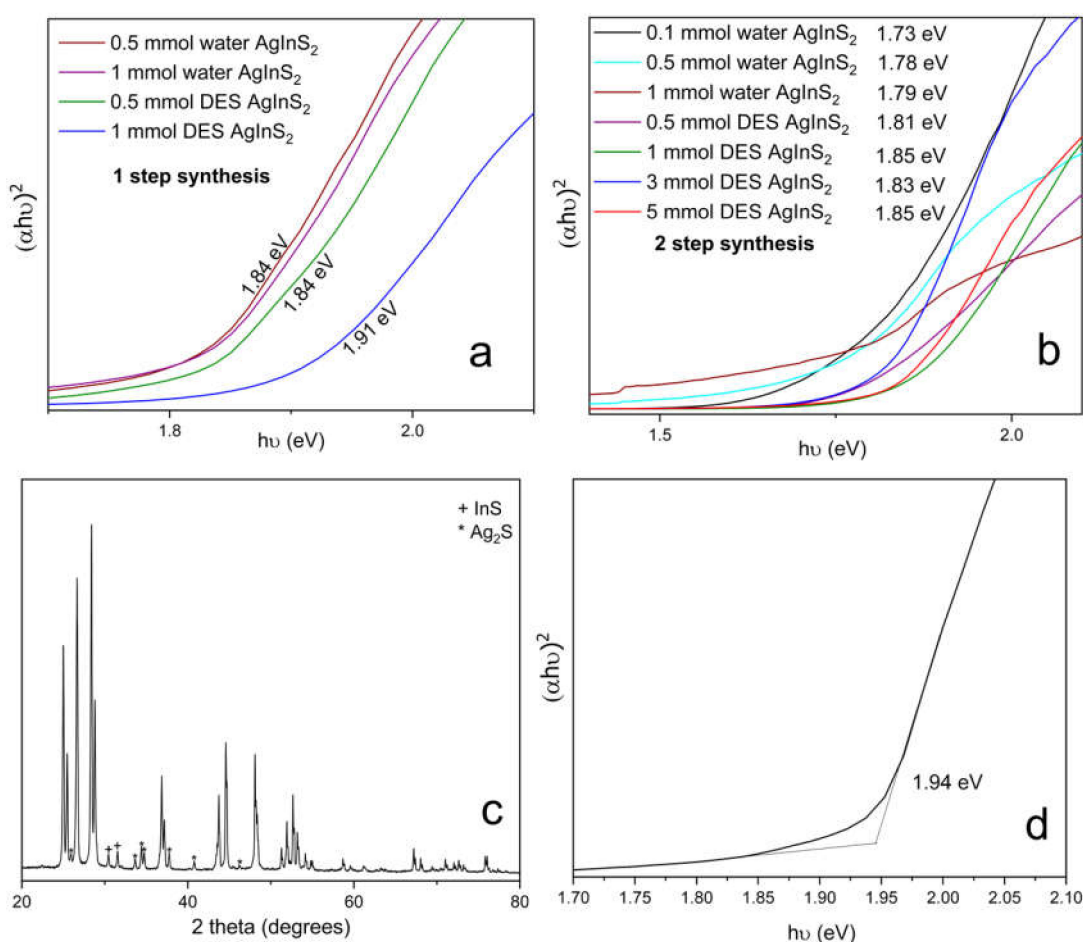 0.5 mmol water AgInS₂
1 mmol water AgInS₂
0.5 mmol DES AgInS₂
1 mmol DES AgInS₂
1 step synthesis
(αhυ)²
1.84 eV
1.84 eV
1.91 eV
a
1.8
2.0
hυ (eV)
0.1 mmol water AgInS₂ 1.73 eV
0.5 mmol water AgInS₂ 1.78 eV
1 mmol water AgInS₂ 1.79 eV
0.5 mmol DES AgInS₂ 1.81 eV
1 mmol DES AgInS₂ 1.85 eV
3 mmol DES AgInS₂ 1.83 eV
5 mmol DES AgInS₂ 1.85 eV
2 step synthesis
(αhυ)²
b
1.5
2.0
hυ (eV)
+ InS
* Ag₂S
* + + * * * * * *
c
20 30 40 50 60 70 80
2 theta (degrees)
(αhυ)²
1.94 eV
d
1.70 1.75 1.80 1.85 1.90 1.95 2.00 2.05 2.10
hυ (eV)